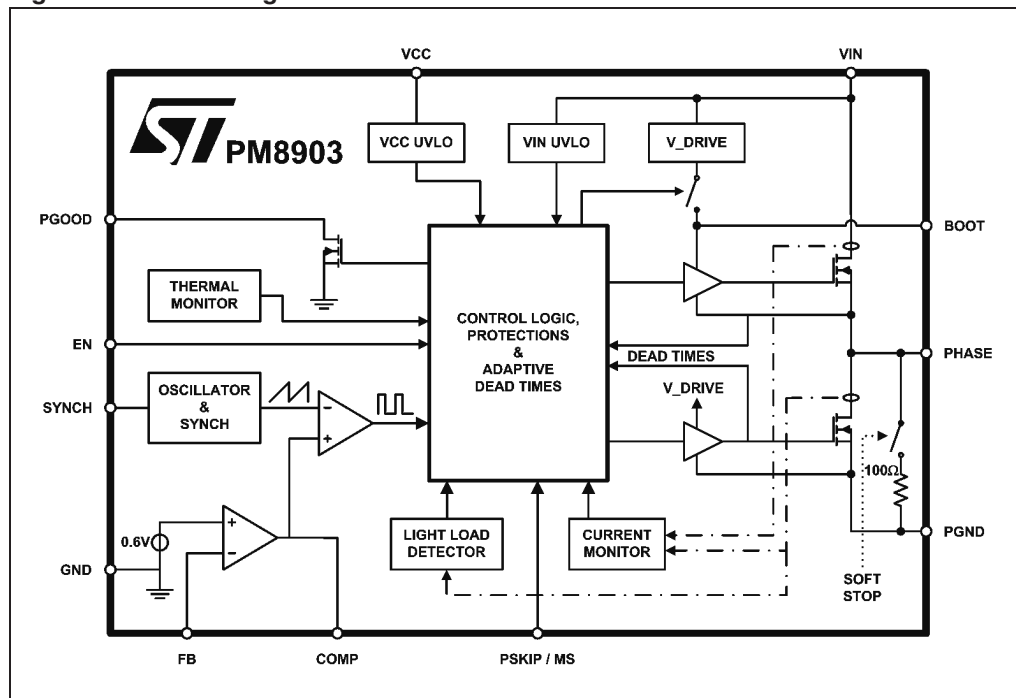 VCC
VIN
ST PM8903
VCC UVLO
VIN UVLO
V_DRIVE
PGOOD
BOOT
THERMAL
MONITOR
CONTROL LOGIC,
PROTECTIONS
&
ADAPTIVE
DEAD TIMES
EN
DEAD TIMES
PHASE
SYNCH
OSCILLATOR
&
SYNCH
-
+
V_DRIVE
100Ω
0.6V
+
-
LIGHT LOAD
DETECTOR
CURRENT
MONITOR
PGND
GND
SOFT
STOP
FB
COMP
PSKIP / MS